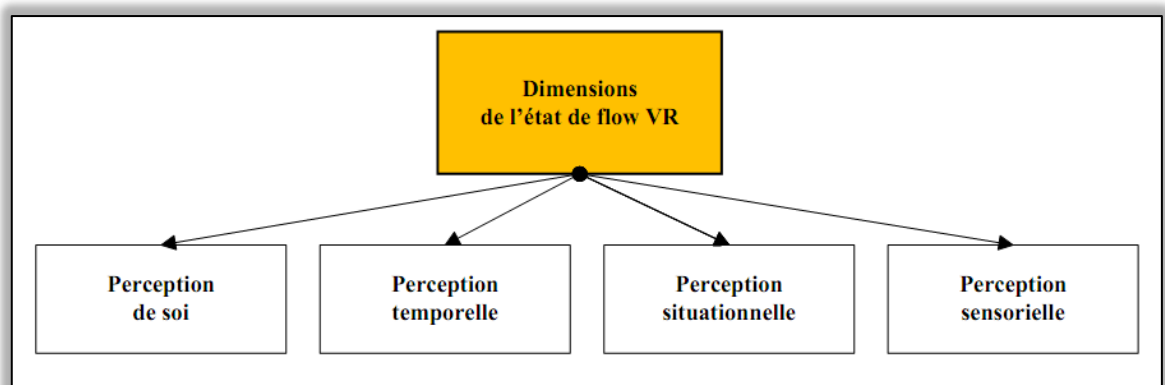 Dimensions
de l’état de flow VR
Perception
de soi
Perception
temporelle
Perception
situationnelle
Perception
sensorielle